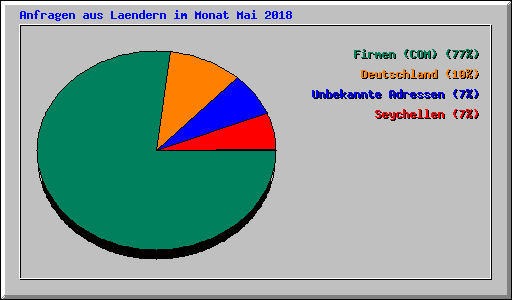 Anfragen aus Laendern im Monat Mai 2018
Firmen (COM) (77%)
Deutschland (10%)
Unbekannte Adressen (7%)
Seychellen (7%)